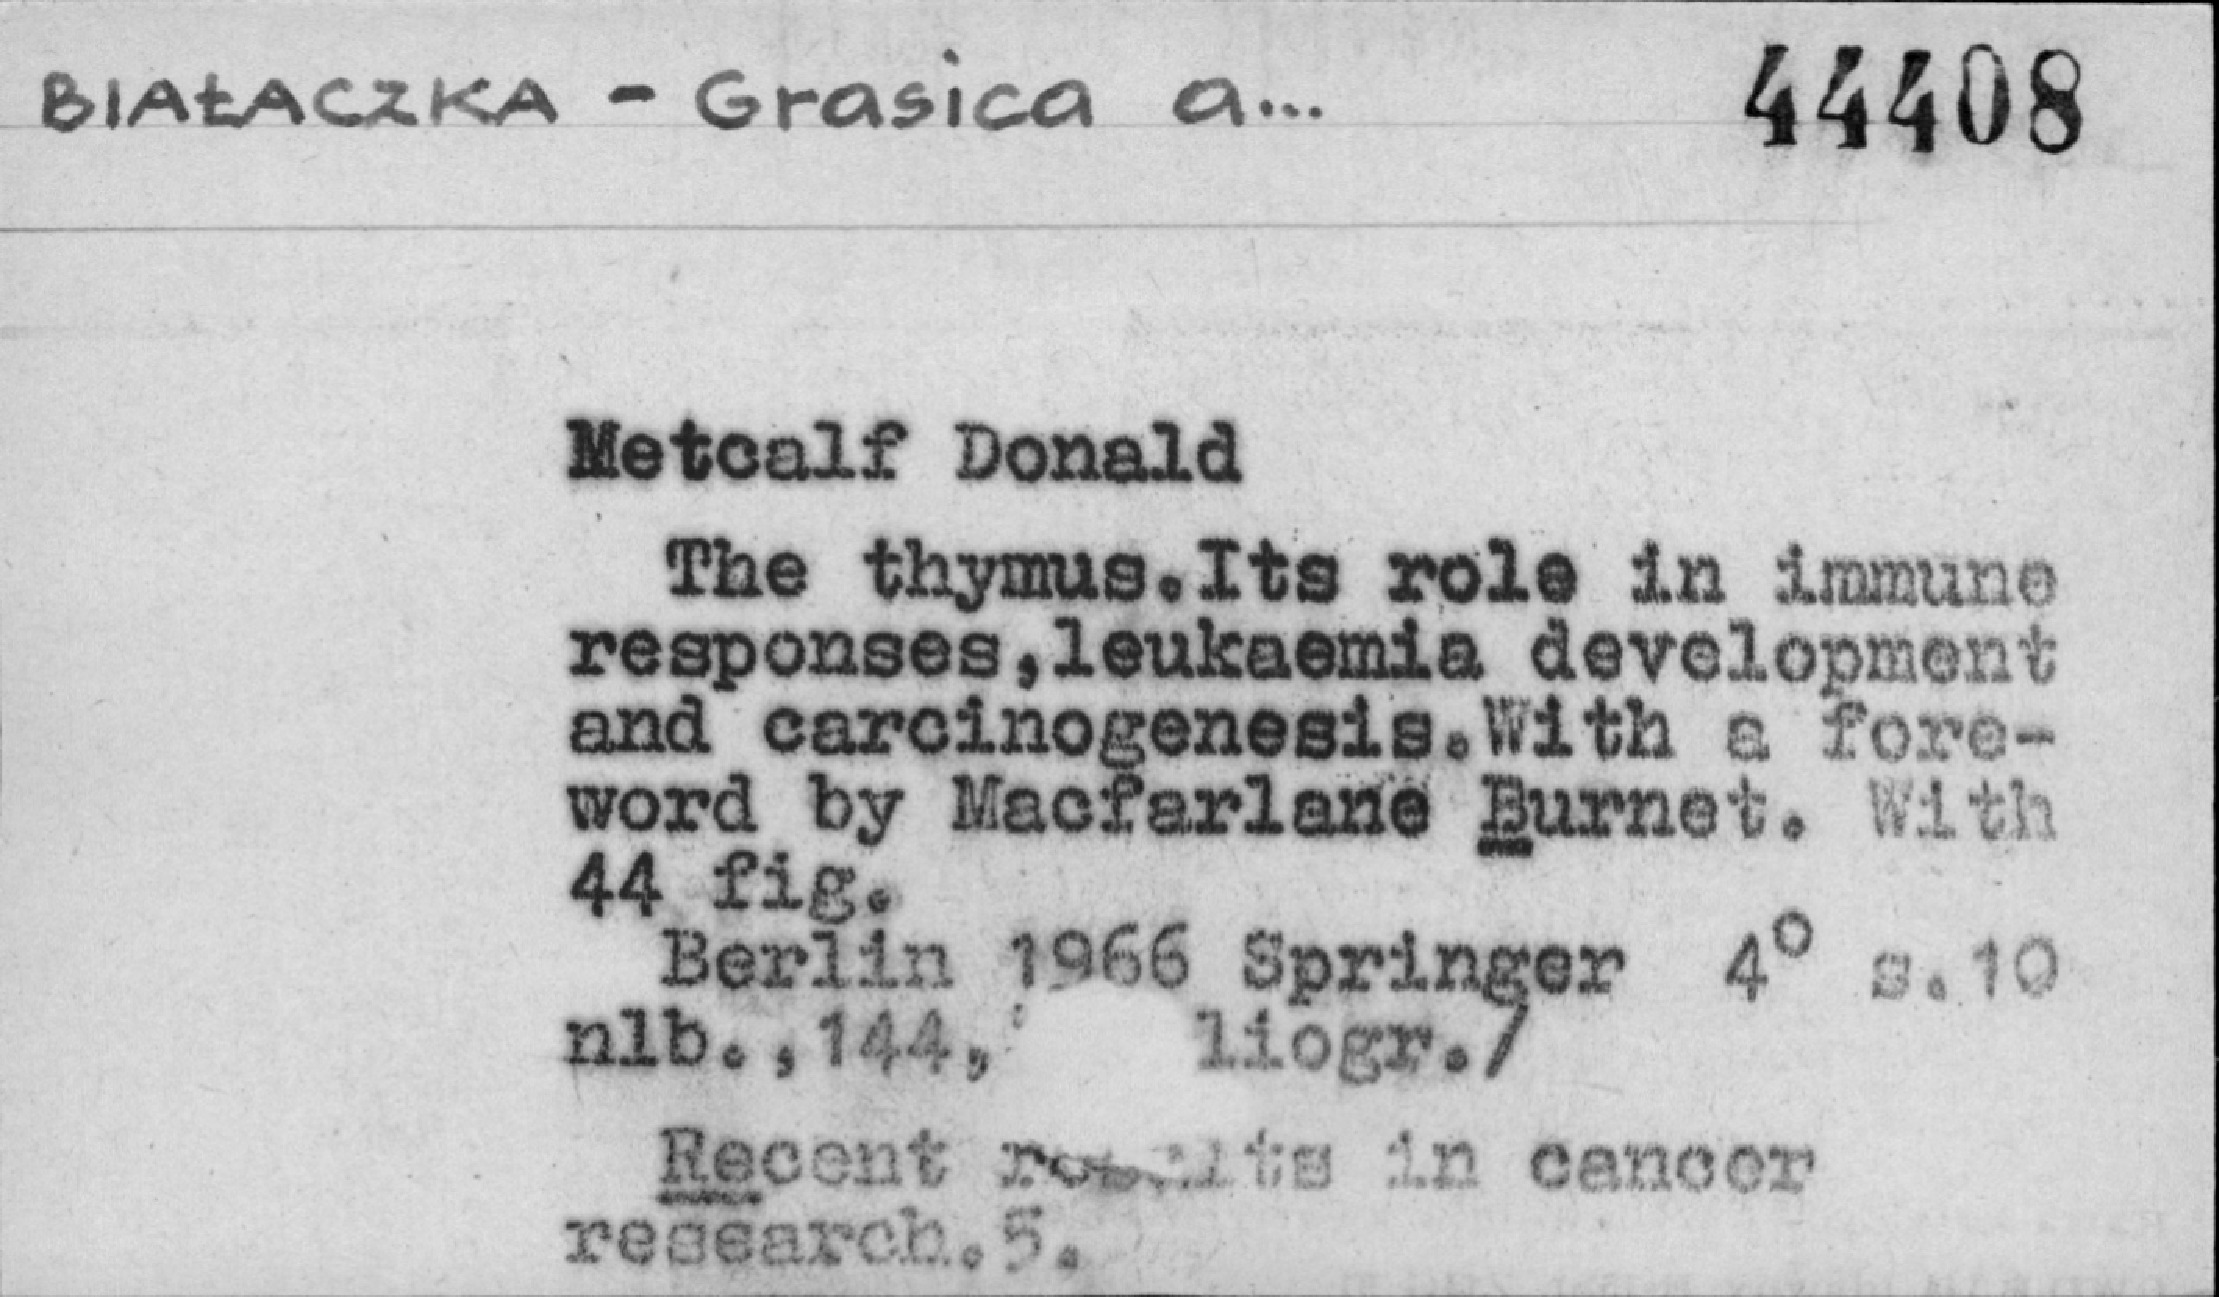 BIAŁACZKA - Grasica a... 44408
Metcalf Donald
The thymus.Its role in immune
responses,leukaemia development
and carcinogenesis.With a fore-
word by Macfarlane Burnet. With
44 fig.
Berlin 1966 Springer 4° s.10
nlb.,144, liogr./
Recent results in cancer
research.5.